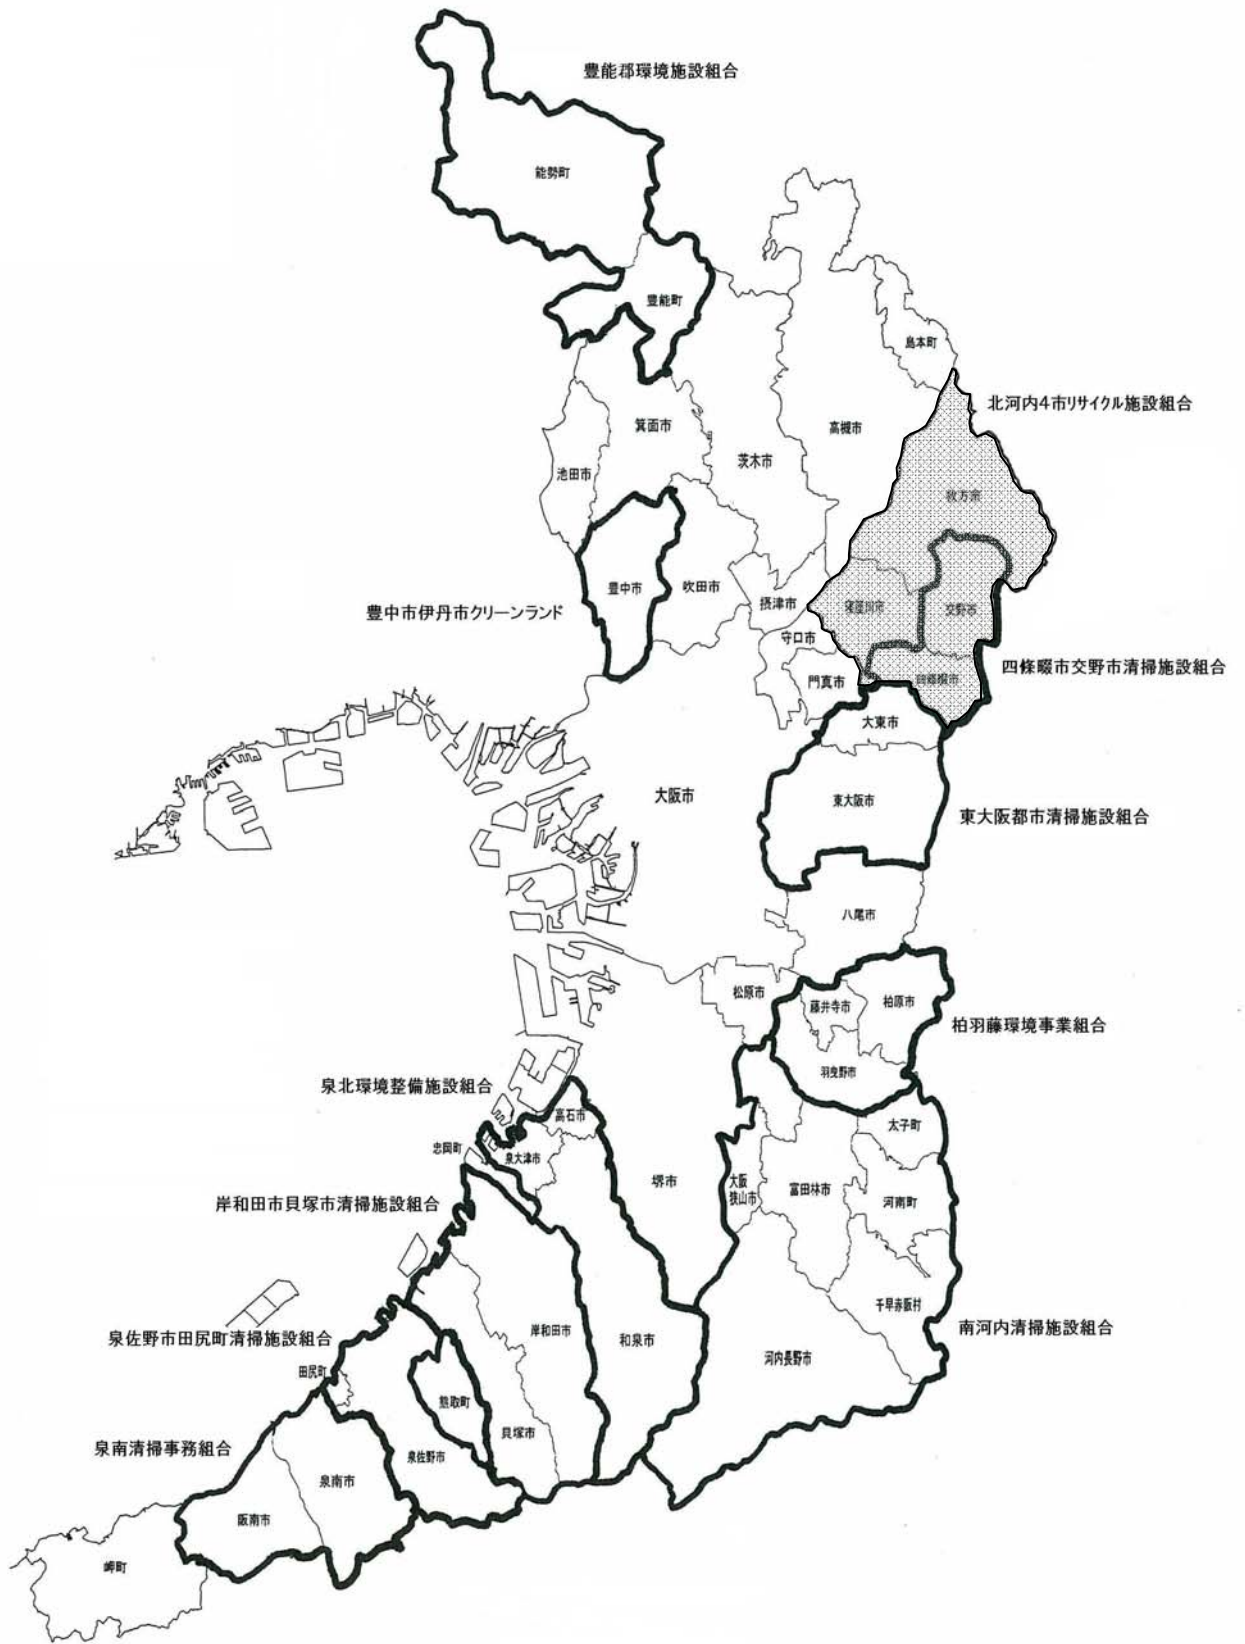 豊能郡環境施設組合
能勢町
豊能町
島本町
北河内4市リサイクル施設組合
箕面市
高槻市
池田市
茨木市
枚方市
豊中市
吹田市
摂津市
寝屋川市
交野市
豊中市伊丹市クリーンランド
守口市
四條畷市交野市清掃施設組合
門真市
四條畷市
大東市
大阪市
東大阪市
東大阪都市清掃施設組合
八尾市
松原市
藤井寺市
柏原市
柏羽藤環境事業組合
羽曳野市
泉北環境整備施設組合
高石市
太子町
忠岡町
泉大津市
堺市
大阪
狭山市
富田林市
河南町
岸和田市貝塚市清掃施設組合
千早赤阪村
南河内清掃施設組合
泉佐野市田尻町清掃施設組合
岸和田市
和泉市
河内長野市
田尻町
熊取町
貝塚市
泉南清掃事務組合
泉佐野市
泉南市
阪南市
岬町